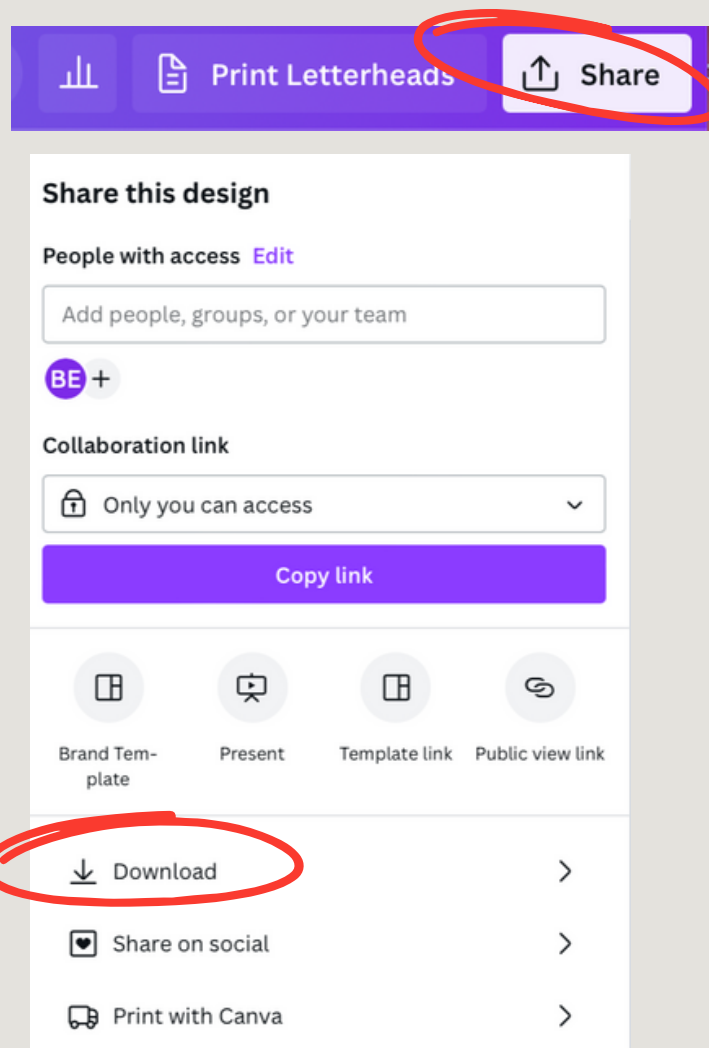 Print Letterheads
Share
Share this design
People with access Edit
Add people, groups, or your team
BE +
Collaboration link
Only you can access
Copy link
Brand Tem-
plate
Present
Template link
Public view link
Download
Share on social
Print with Canva